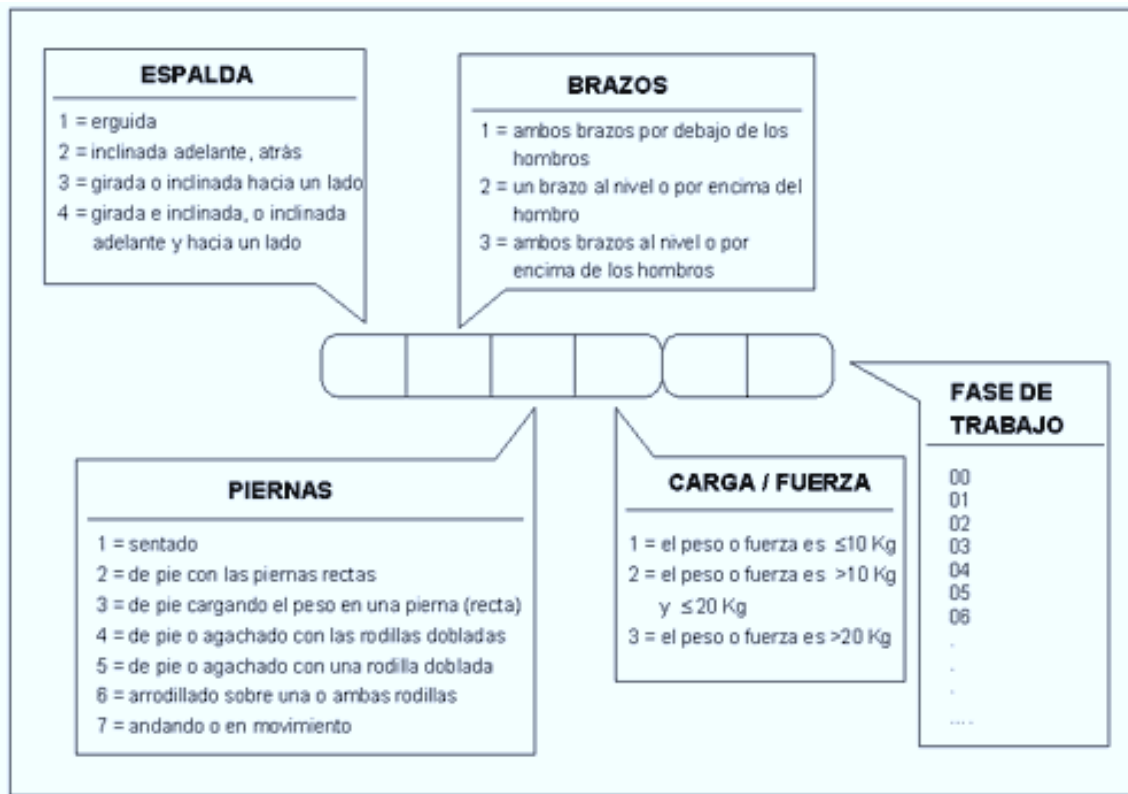 ESPALDA
1 = erguida
2 = inclinada adelante, atrás
3 = girada o inclinada hacia un lado
4 = girada e inclinada, o inclinada
adelante y hacia un lado
BRAZOS
1 = ambos brazos por debajo de los
hombros
2 = un brazo al nivel o por encima del
hombro
3 = ambos brazos al nivel o por
encima de los hombros
PIERNAS
1 = sentado
2 = de pie con las piernas rectas
3 = de pie cargando el peso en una pierna (recta)
4 = de pie o agachado con las rodillas dobladas
5 = de pie o agachado con una rodilla doblada
6 = arrodillado sobre una o ambas rodillas
7 = andando o en movimiento
CARGA / FUERZA
1 = el peso o fuerza es ≤10 Kg
2 = el peso o fuerza es >10 Kg
y ≤20 Kg
3 = el peso o fuerza es >20 Kg
FASE DE
TRABAJO
00
01
02
03
04
05
06
.
.
.
....